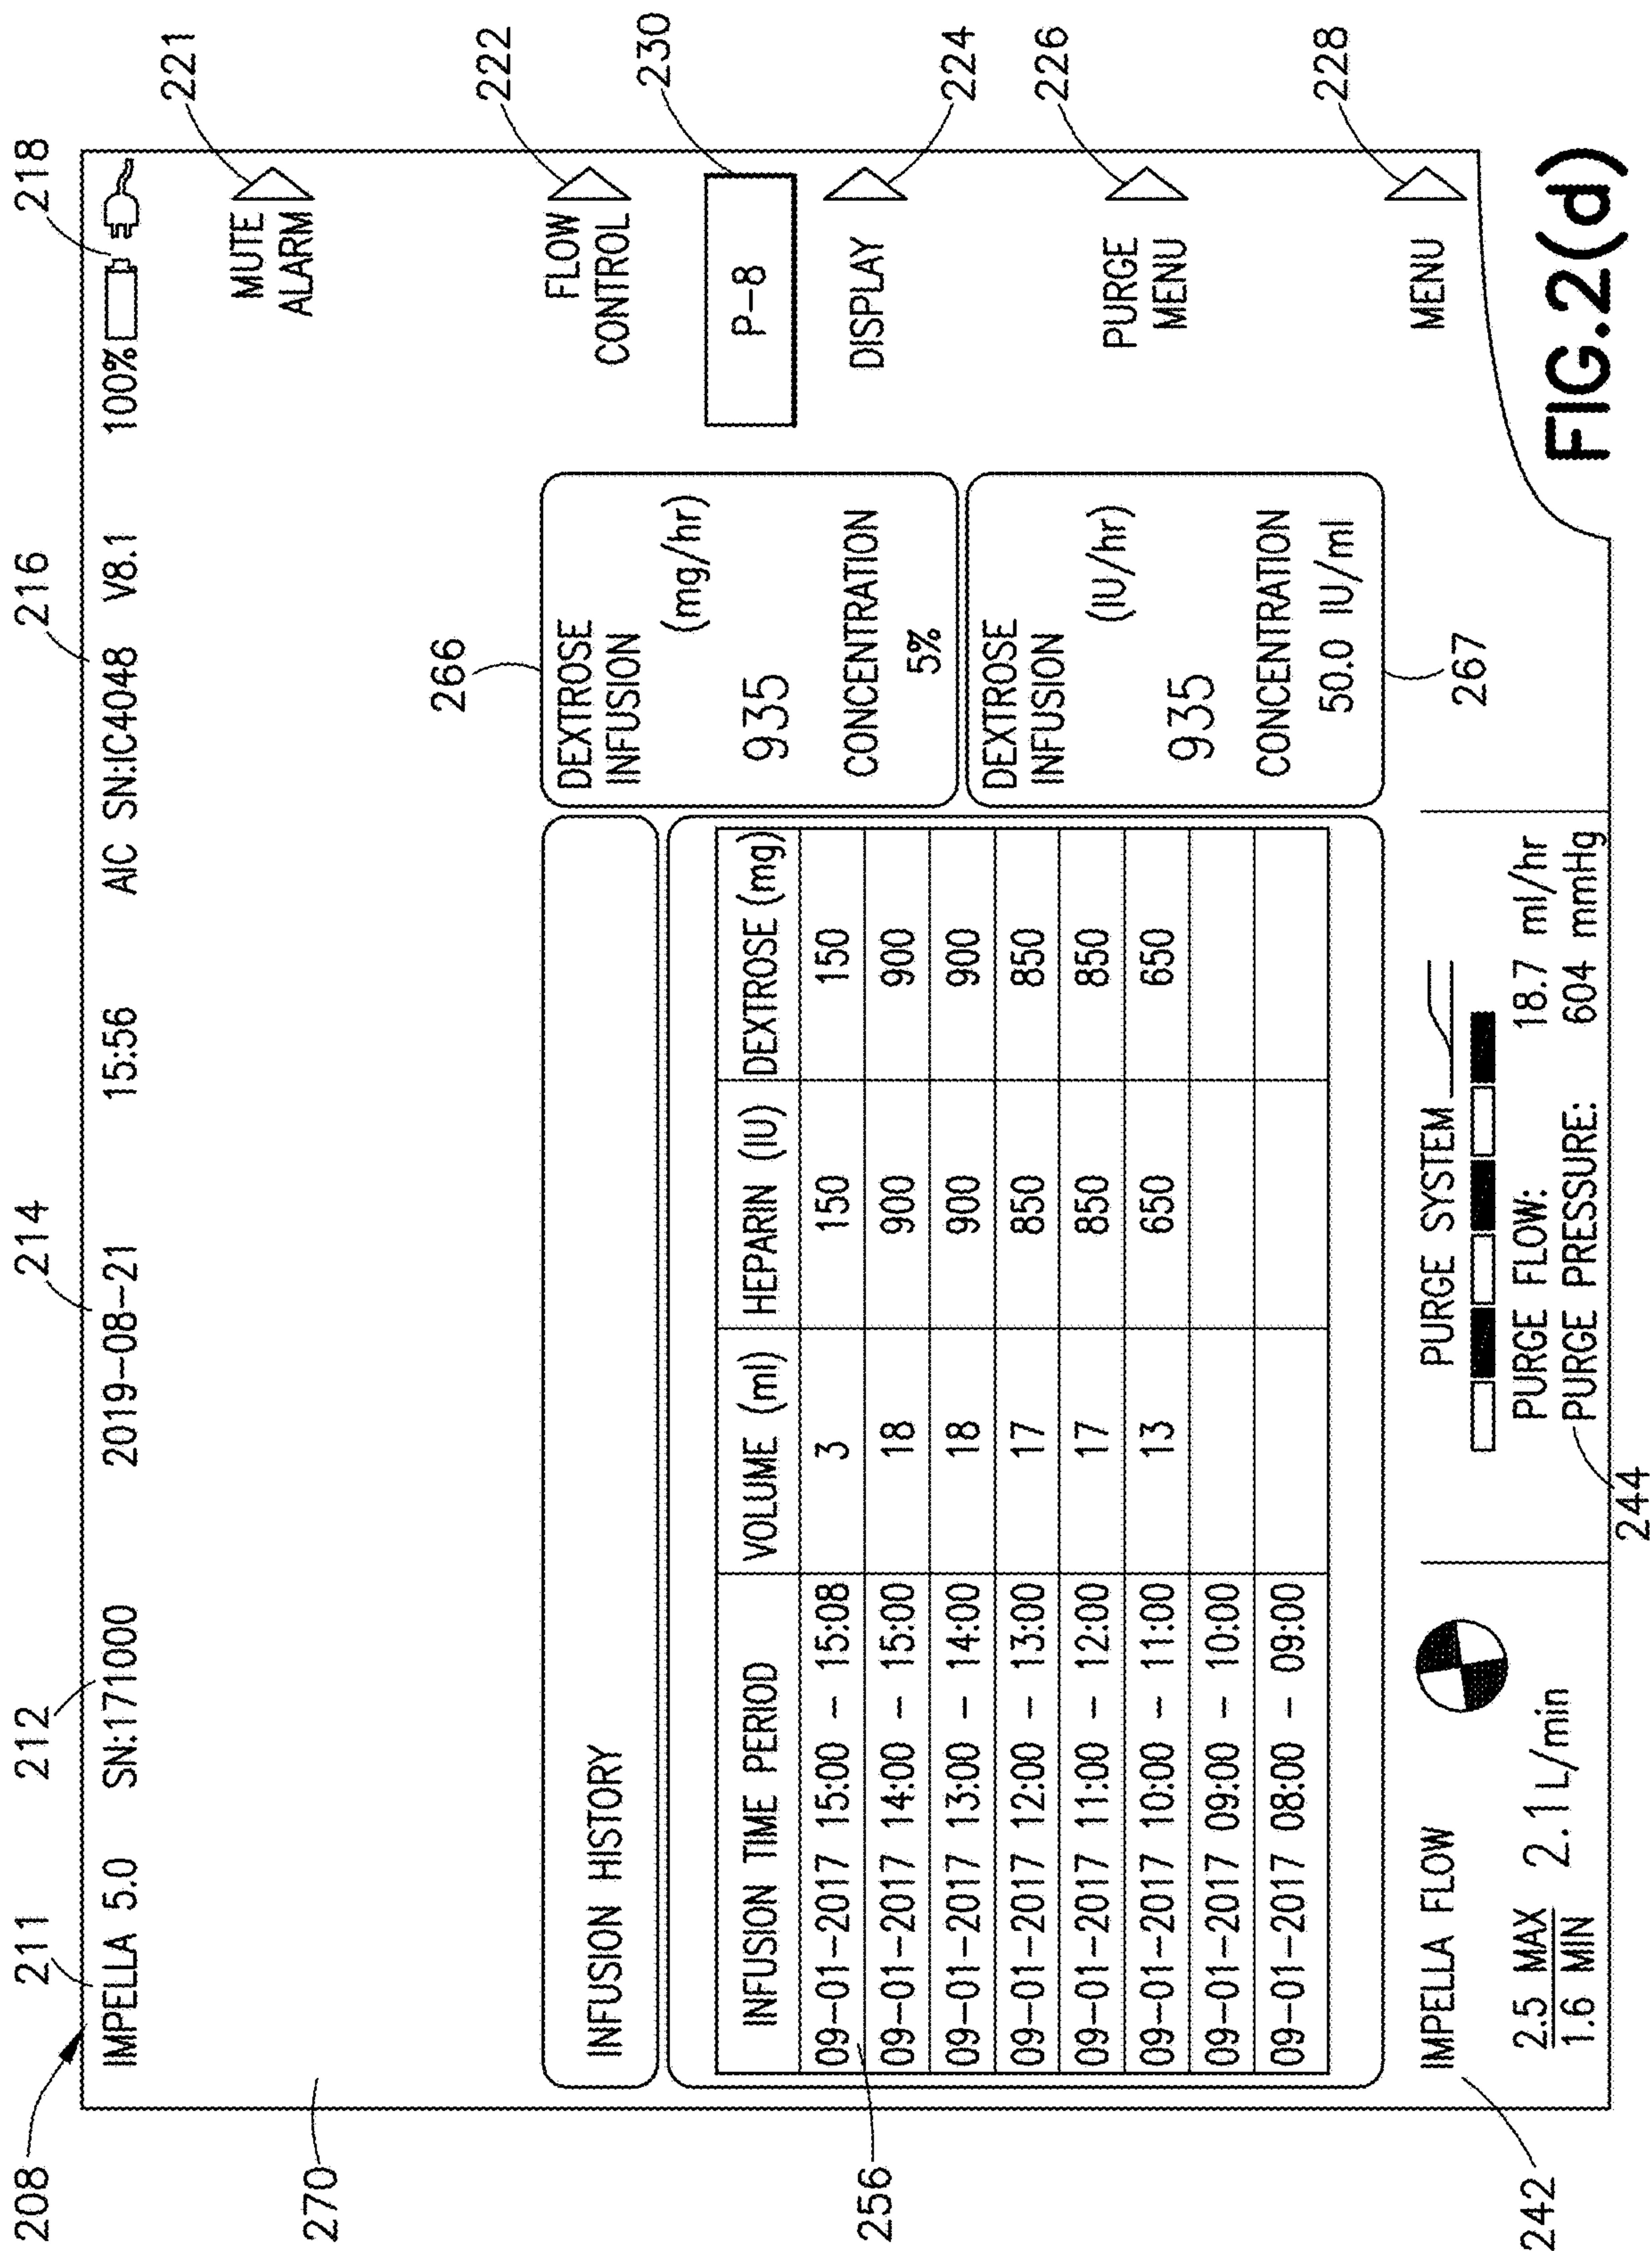 208
211
212
214
216
218
IMPELLA 5.0 SN:171000 2019-08-21 15:56 AIC SN:IC4048 V8.1 100%
270
MUTE
ALARM
221
FLOW
CONTROL
222
P-8
230
DISPLAY
224
PURGE
MENU
226
MENU
228
INFUSION HISTORY
256
INFUSION TIME PERIOD VOLUME (ml) HEPARIN (IU) DEXTROSE (mg)
09-01-2017 15:00 - 15:08 3 150 150
09-01-2017 14:00 - 15:00 18 900 900
09-01-2017 13:00 - 14:00 18 900 900
09-01-2017 12:00 - 13:00 17 850 850
09-01-2017 11:00 - 12:00 17 850 850
09-01-2017 10:00 - 11:00 13 650 650
09-01-2017 09:00 - 10:00
09-01-2017 08:00 - 09:00
266
DEXTROSE
INFUSION
(mg/hr)
935
CONCENTRATION
5%
DEXTROSE
INFUSION
(IU/hr)
935
CONCENTRATION
50.0 IU/ml
267
242
IMPELLA FLOW
2.5 MAX
1.6 MIN
2.1 L/min
PURGE SYSTEM
PURGE FLOW: 18.7 ml/hr
PURGE PRESSURE: 604 mmHg
244
FIG.2(d)